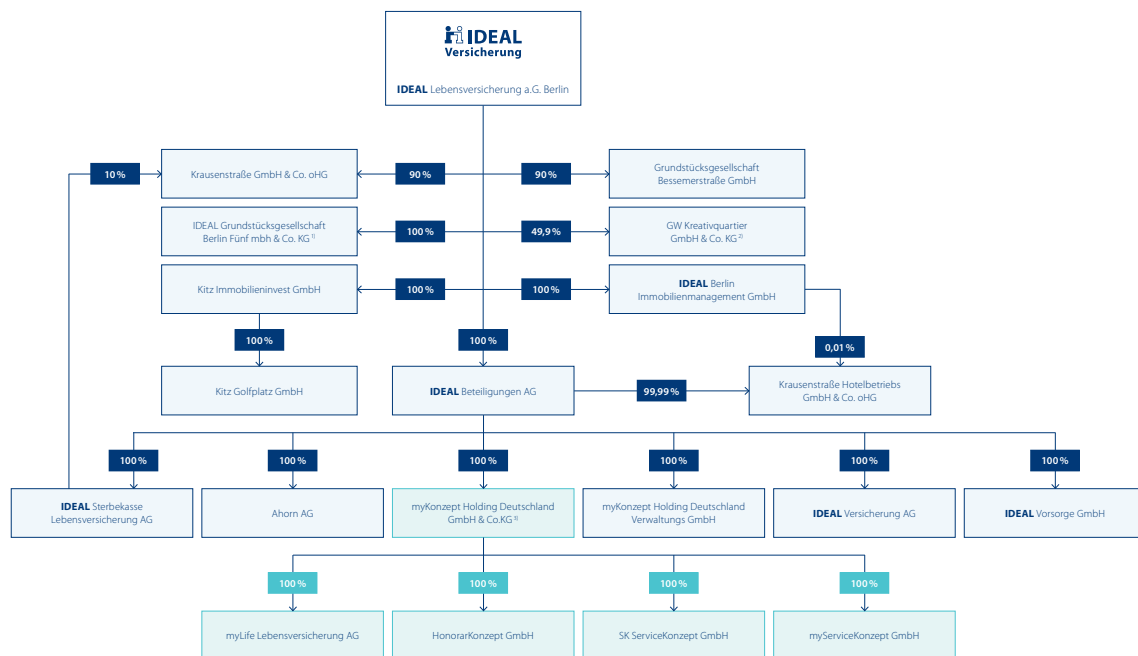 IDEAL
Versicherung
IDEAL Lebensversicherung a.G. Berlin
10 %
Krausenstraße GmbH & Co. oHG
90 %
90 %
Grundstücksgesellschaft
Bessemerstraße GmbH
IDEAL Grundstücksgesellschaft
Berlin Fünf mbh & Co. KG 1)
100 %
49,9 %
GW Kreativquartier
GmbH & Co. KG 2)
Kitz Immobilieninvest GmbH
100 %
100 %
IDEAL Berlin
Immobilienmanagement GmbH
100 %
100 %
0,01 %
Kitz Golfplatz GmbH
IDEAL Beteiligungen AG
99,99 %
Krausenstraße Hotelbetriebs
GmbH & Co. oHG
100 %
100 %
100 %
100 %
100 %
100 %
IDEAL Sterbekasse
Lebensversicherung AG
Ahorn AG
myKonzept Holding Deutschland
GmbH & Co.KG 3)
myKonzept Holding Deutschland
Verwaltungs GmbH
IDEAL Versicherung AG
IDEAL Vorsorge GmbH
100 %
100 %
100 %
100 %
myLife Lebensversicherung AG
HonorarKonzept GmbH
SK ServiceKonzept GmbH
myServiceKonzept GmbH